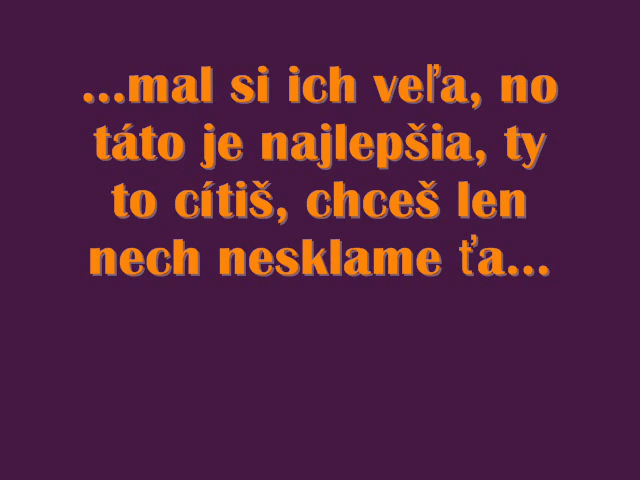 ...mal si ich veľa, no
táto je najlepšia, ty
to cítiš, chceš len
nech nesklame ťa...